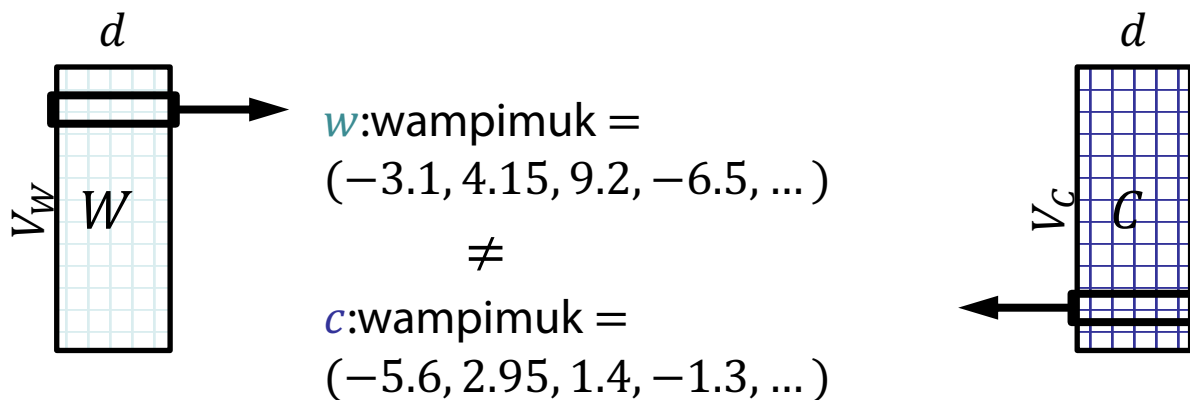 d
V_W
W
w:wampimuk =
(−3.1, 4.15, 9.2, −6.5, … )
≠
c:wampimuk =
(−5.6, 2.95, 1.4, −1.3, … )
d
V_C
C